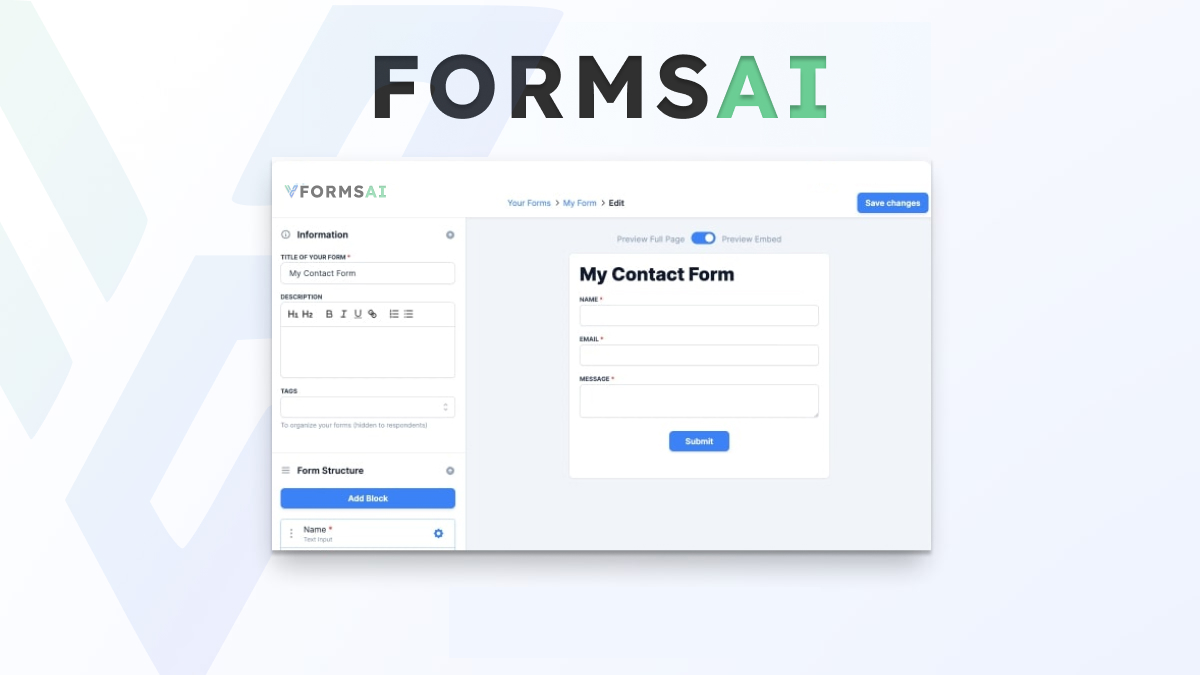 FORMSAI
FORMSAI
Your Forms > My Form > Edit
Save changes
Information
TITLE OF YOUR FORM *
My Contact Form
DESCRIPTION
H1 H2 B I U
TAGS
To organize your forms (hidden to respondents)
Form Structure
Add Block
Name *
Text input
Preview Full Page
Preview Embed
My Contact Form
NAME *
EMAIL *
MESSAGE *
Submit